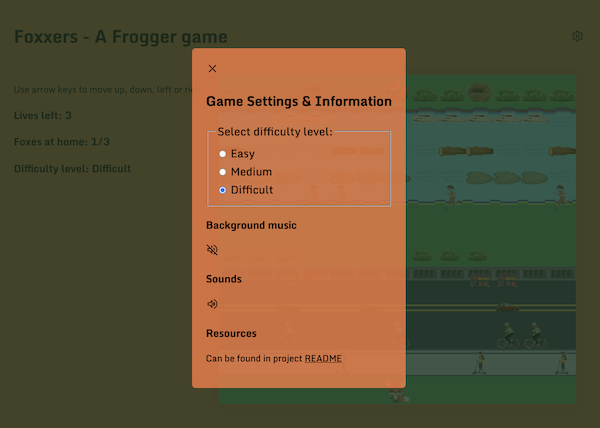 Foxxers - A Frogger game
Use arrow keys to move up, down, left or
Lives left: 3
Foxes at home: 1/3
Difficulty level: Difficult
Game Settings & Information
Select difficulty level:
Easy
Medium
Difficult
Background music
Sounds
Resources
Can be found in project README